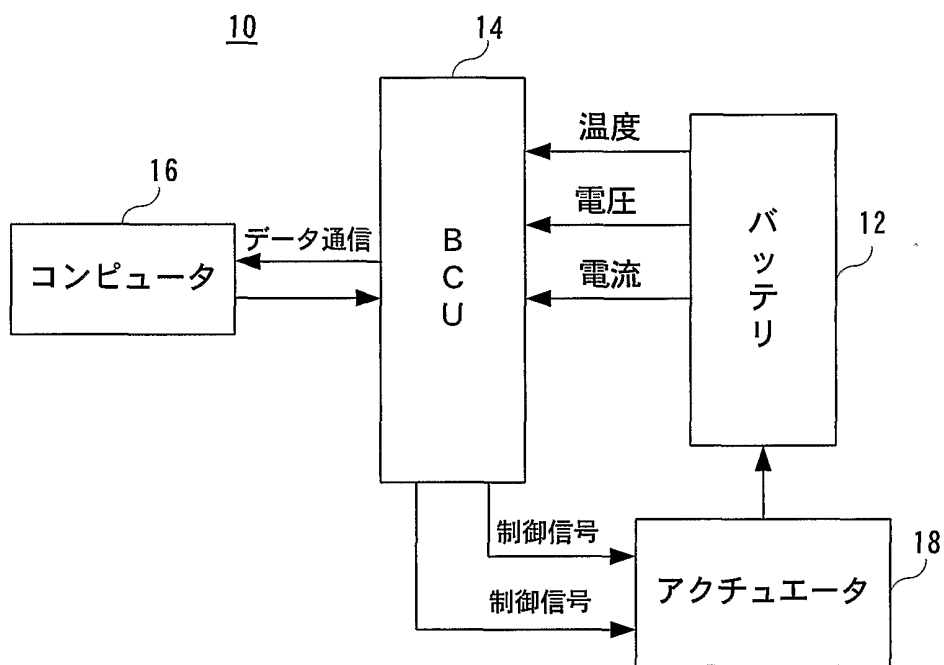 10
14
温度
16
電圧
12
データ通信
BCU
バッテリ
コンピュータ
電流
制御信号
18
アクチュエータ
制御信号